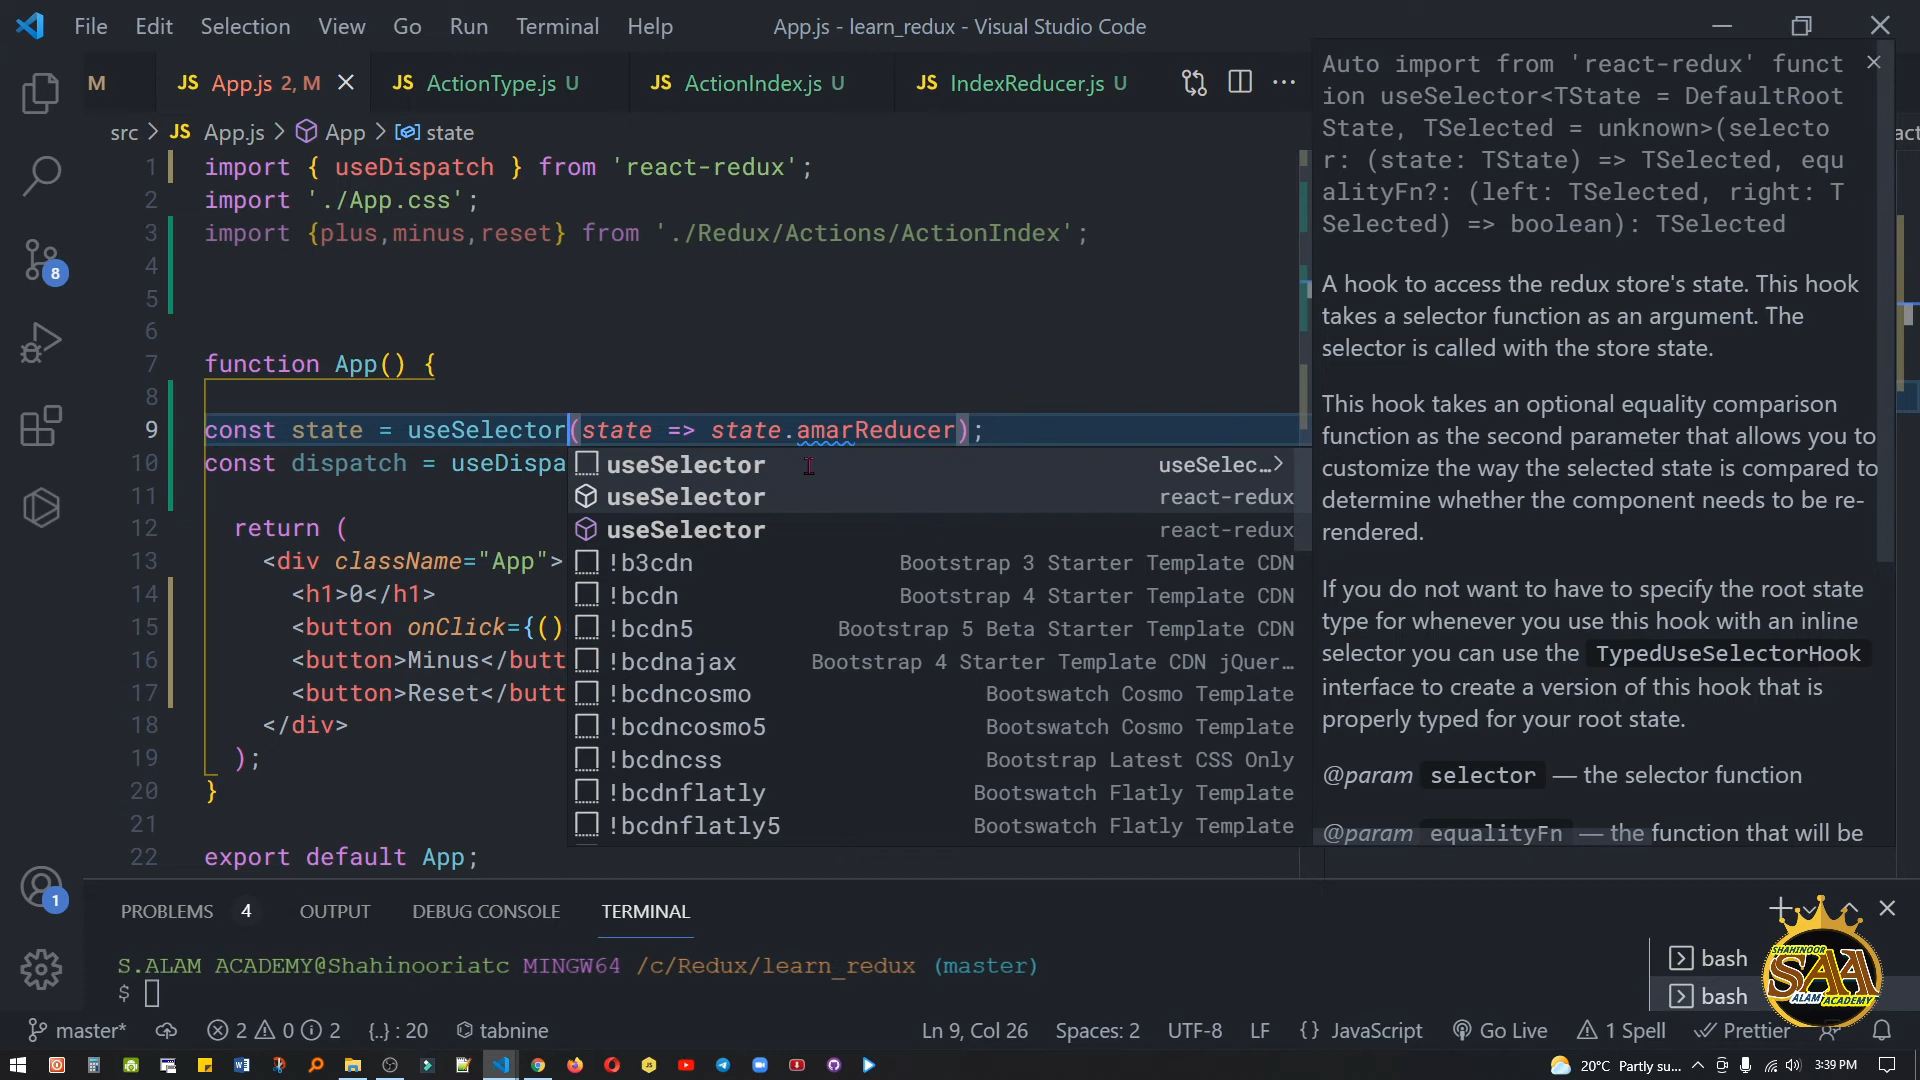 File Edit Selection View Go Run Terminal Help App.js - learn_redux - Visual Studio Code
M JS App.js 2, M JS ActionType.js U JS ActionIndex.js U JS IndexReducer.js U
src > JS App.js > App > state
1 import { useDispatch } from 'react-redux';
2 import './App.css';
3 import {plus,minus,reset} from './Redux/Actions/ActionIndex';
4
5
6
7 function App() {
8
9 const state = useSelector(state => state.amarReducer);
10 const dispatch = useDispa
11
12 return (
13 <div className="App">
14 <h1>0</h1>
15 <button onClick={()
16 <button>Minus</butt
17 <button>Reset</butt
18 </div>
19 );
20 }
21
22 export default App;
useSelector useSelec…>
useSelector react-redux
useSelector react-redux
!b3cdn Bootstrap 3 Starter Template CDN
!bcdn Bootstrap 4 Starter Template CDN
!bcdn5 Bootstrap 5 Beta Starter Template CDN
!bcdnajax Bootstrap 4 Starter Template CDN jQuer…
!bcdncosmo Bootswatch Cosmo Template
!bcdncosmo5 Bootswatch Cosmo Template
!bcdncss Bootstrap Latest CSS Only
!bcdnflatly Bootswatch Flatly Template
!bcdnflatly5 Bootswatch Flatly Template
Auto import from 'react-redux' funct
ion useSelector<TState = DefaultRoot
State, TSelected = unknown>(selecto
r: (state: TState) => TSelected, equ
alityFn?: (left: TSelected, right: T
Selected) => boolean): TSelected
A hook to access the redux store's state. This hook
takes a selector function as an argument. The
selector is called with the store state.
This hook takes an optional equality comparison
function as the second parameter that allows you to
customize the way the selected state is compared to
determine whether the component needs to be re-
rendered.
If you do not want to have to specify the root state
type for whenever you use this hook with an inline
selector you can use the TypedUseSelectorHook
interface to create a version of this hook that is
properly typed for your root state.
@param selector — the selector function
@param equalityFn — the function that will be
act
8
1
PROBLEMS 4 OUTPUT DEBUG CONSOLE TERMINAL
S.ALAM ACADEMY@Shahinooriatc MINGW64 /c/Redux/learn_redux (master)
$
bash
bash
SHAHINOOR
SAA
ALAM ACADEMY
master* 2 0 2 {..} : 20 tabnine Ln 9, Col 26 Spaces: 2 UTF-8 LF {} JavaScript Go Live 1 Spell Prettier
20°C Partly su... 3:39 PM